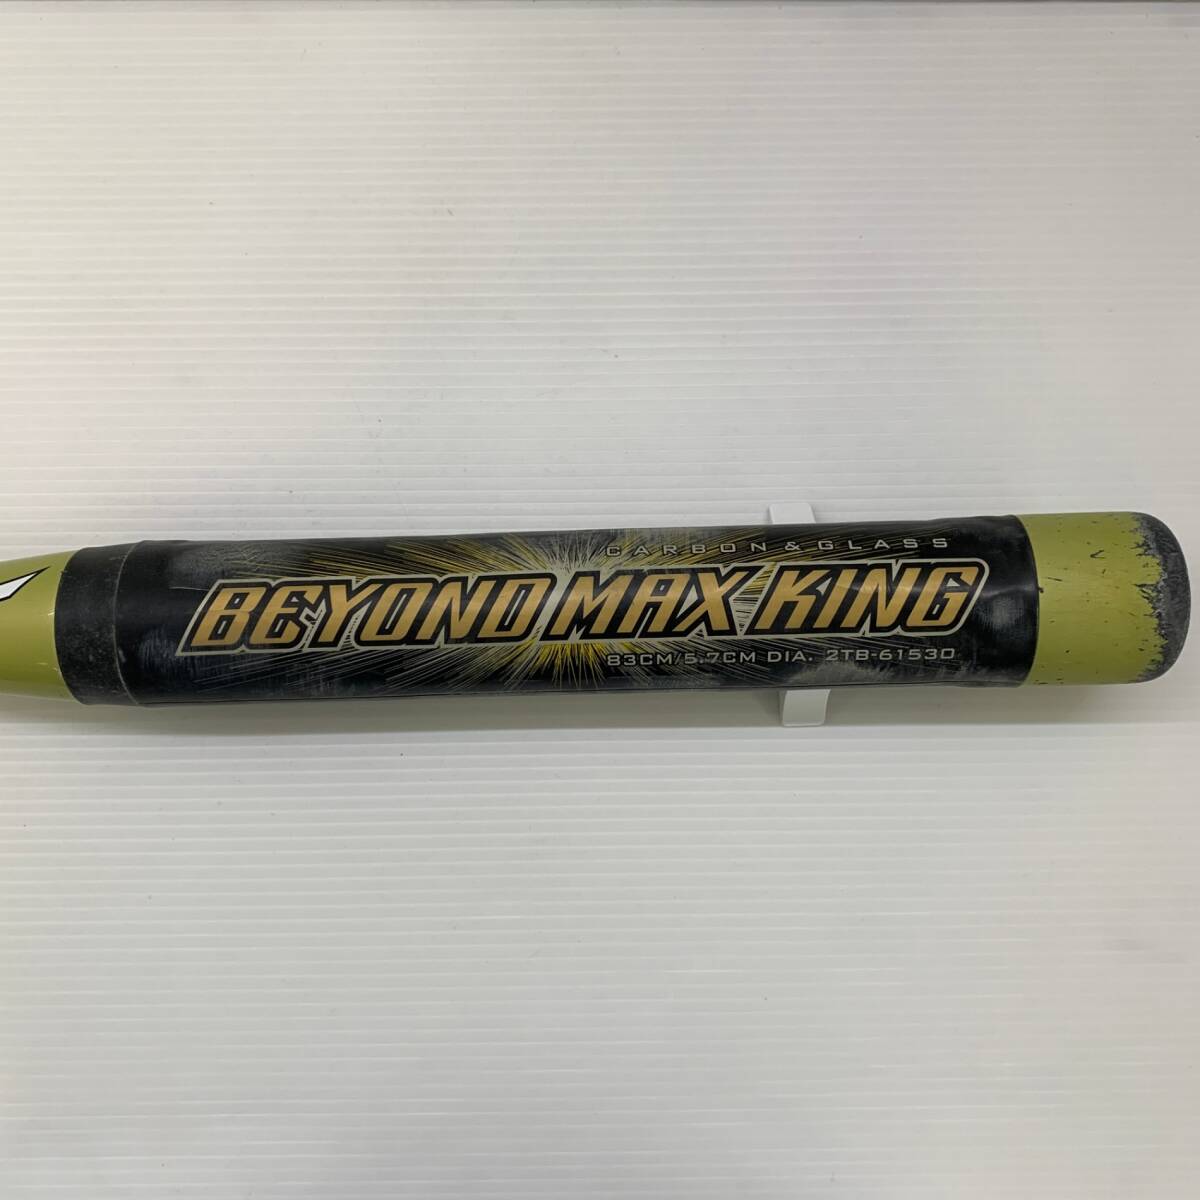 CARBON & GLASS
BEYOND MAX KING
83CM/5.7CM DIA. 2TB-61530